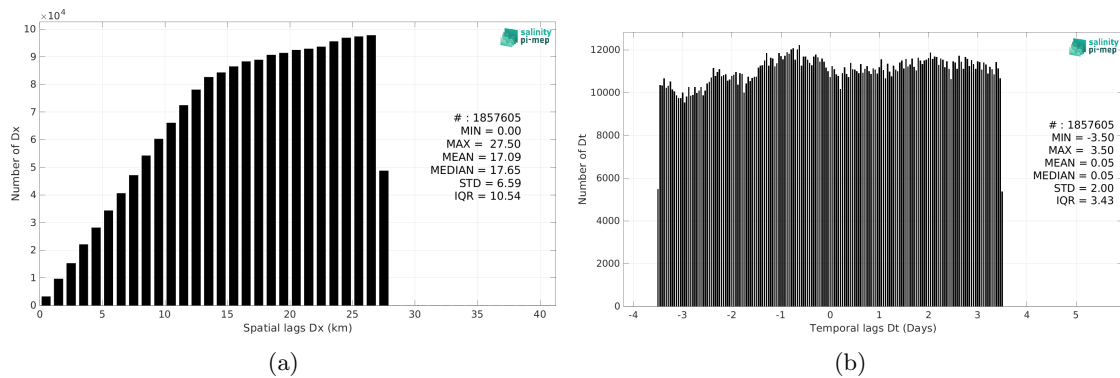 ×10⁴
10
9
8
7
6
5
4
3
2
1
0
Number of Dx
0 5 10 15 20 25 30 35 40
Spatial lags Dx (km)
salinity
pi-mep
# : 1857605
MIN = 0.00
MAX = 27.50
MEAN = 17.09
MEDIAN = 17.65
STD = 6.59
IQR = 10.54
(a)
12000
10000
8000
6000
4000
2000
0
Number of Dt
-4 -3 -2 -1 0 1 2 3 4 5
Temporal lags Dt (Days)
salinity
pi-mep
# : 1857605
MIN = -3.50
MAX = 3.50
MEAN = 0.05
MEDIAN = 0.05
STD = 2.00
IQR = 3.43
(b)